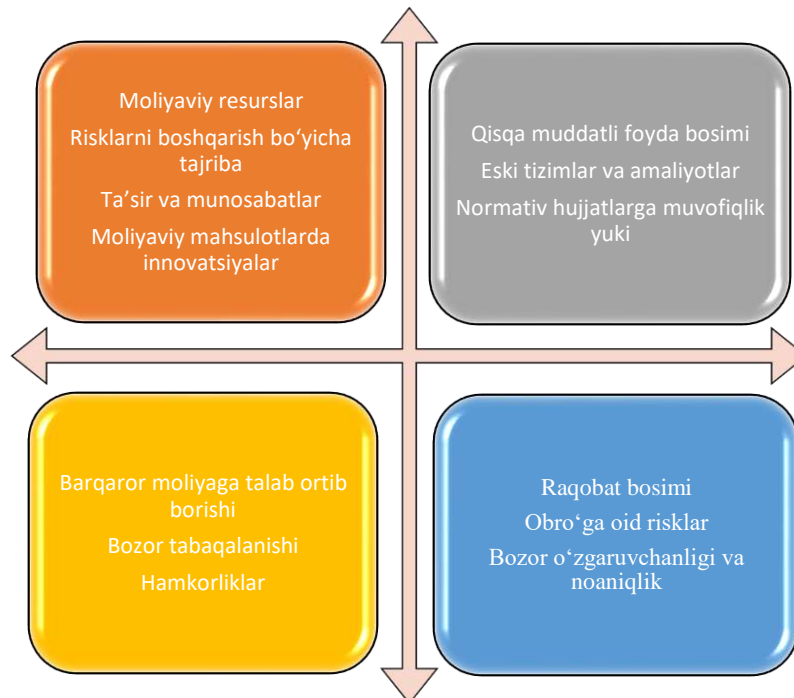 Moliyaviy resurslar
Risklarni boshqarish bo‘yicha
tajriba
Ta’sir va munosabatlar
Moliyaviy mahsulotlarda
innovatsiyalar
Qisqa muddatli foyda bosimi
Eski tizimlar va amaliyotlar
Normativ hujjatlarga muvofiqlik
yuki
Barqaror moliyaga talab ortib
borishi
Bozor tabaqalanishi
Hamkorliklar
Raqobat bosimi
Obro‘ga oid risklar
Bozor o‘zgaruvchanligi va
noaniqlik